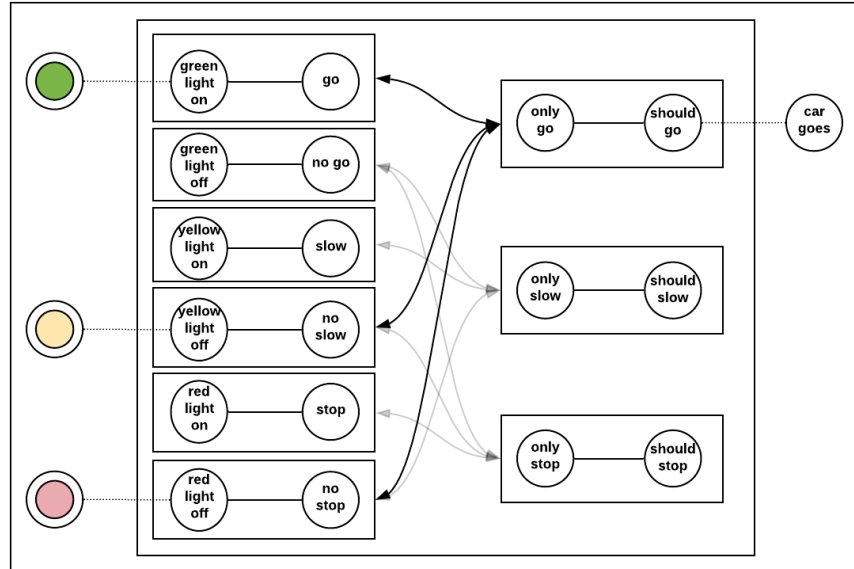 green
light
on
go
green
light
off
no go
yellow
light
on
slow
yellow
light
off
no
slow
red
light
on
stop
red
light
off
no
stop
only
go
should
go
only
slow
should
slow
only
stop
should
stop
car
goes